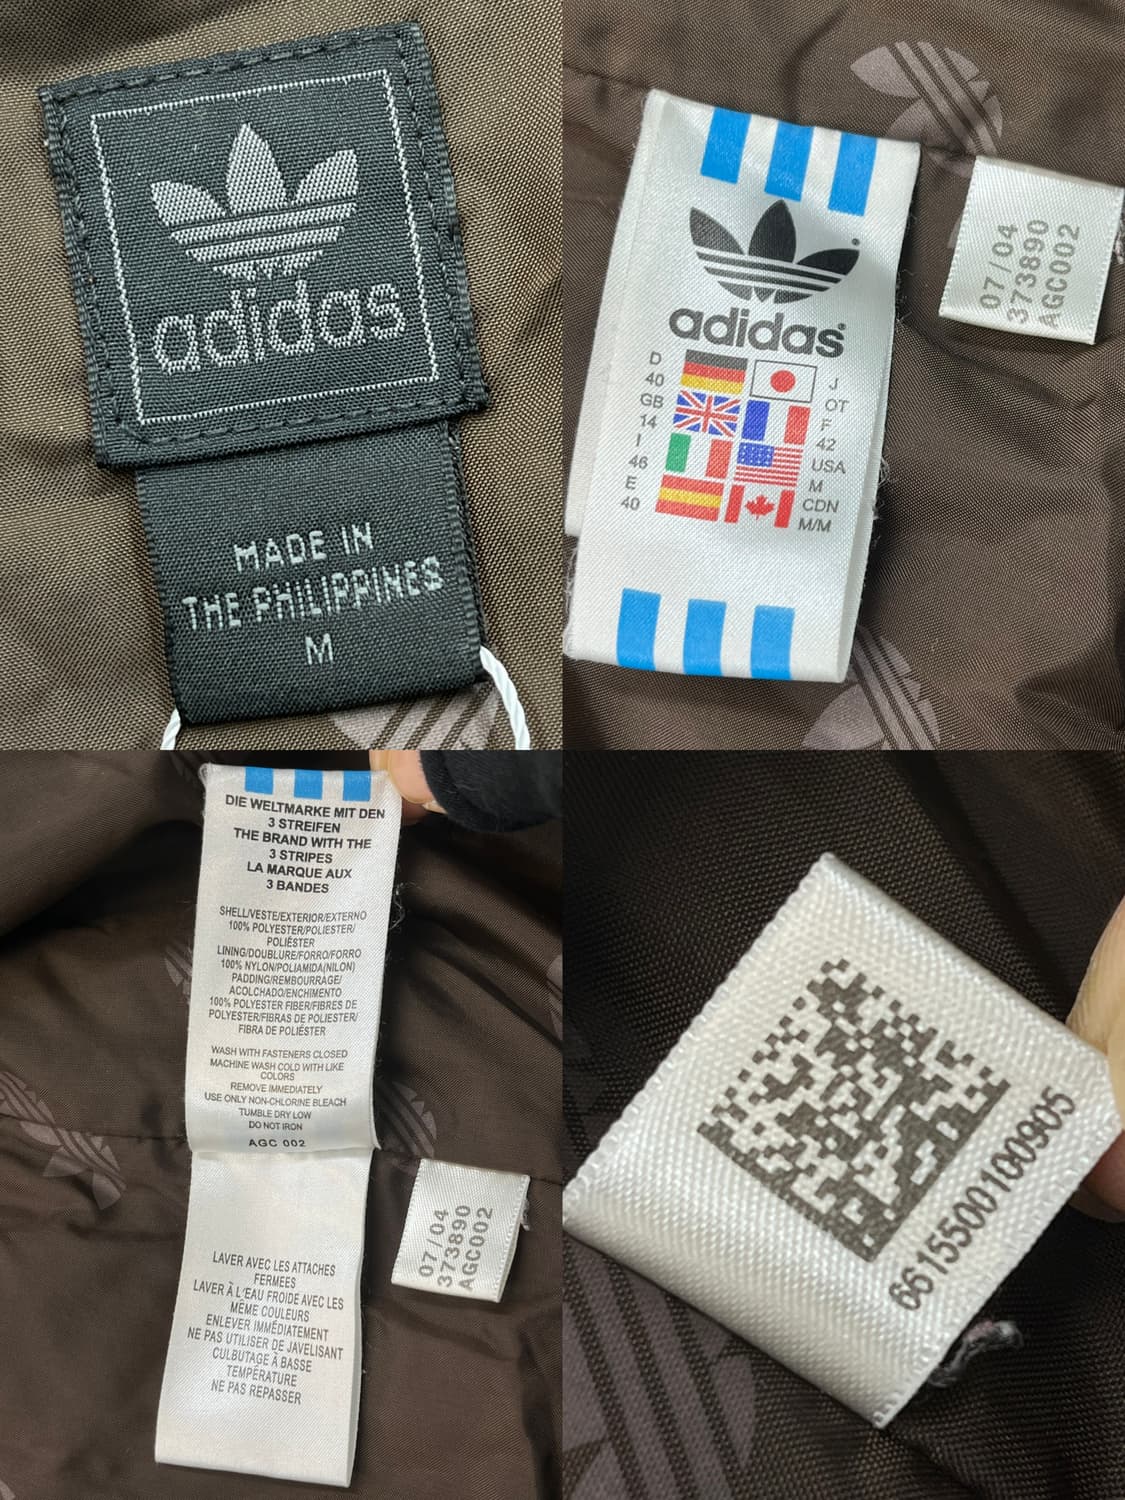 adidas
MADE IN
THE PHILIPPINES
M
adidas
D
40
GB
14
I
46
E
40
J
OT
F
42
USA
M
CDN
M/M
07/04
373890
AGC002
DIE WELTMARKE MIT DEN
3 STREIFEN
THE BRAND WITH THE
3 STRIPES
LA MARQUE AUX
3 BANDES
SHELL/VESTE/EXTERIOR/EXTERNO
100% POLYESTER/POLIESTER/
POLIÉSTER
LINING/DOUBLURE/FORRO/FORRO
100% NYLON/POLIAMIDA(NILON)
PADDING/REMBOURRAGE/
ACOLCHADO/ENCHIMENTO
100% POLYESTER FIBER/FIBRES DE
POLYESTER/FIBRAS DE POLIESTER/
FIBRA DE POLIÉSTER
WASH WITH FASTENERS CLOSED
MACHINE WASH COLD WITH LIKE
COLORS
REMOVE IMMEDIATELY
USE ONLY NON-CHLORINE BLEACH
TUMBLE DRY LOW
DO NOT IRON
AGC 002
LAVER AVEC LES ATTACHES
FERMEES
LAVER À L'EAU FROIDE AVEC LES
MÊME COULEURS
ENLEVER IMMÉDIATEMENT
NE PAS UTILISER DE JAVELISANT
CULBUTAGE À BASSE
TEMPÉRATURE
NE PAS REPASSER
07/04
373890
AGC002
6615500100905